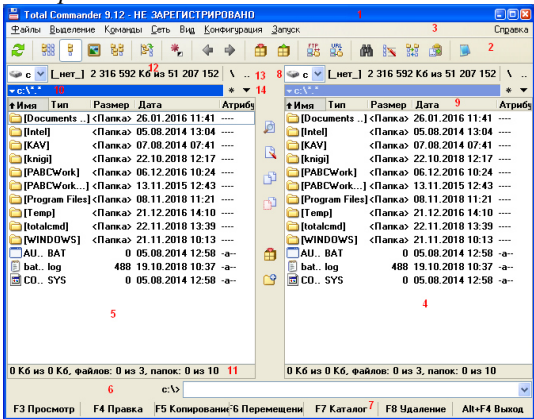 Total Commander 9.12 - НЕ ЗАРЕГИСТРИРОВАНО 1
Файлы Выделение Команды Сеть Вид Конфигурация Запуск 3 Справка
FTP URL 2
12
c [_нет_] 2 316 592 Кб из 51 207 152 \ .. 13 8 c [_нет_] 2 316 592 Кб из 51 207 152 \ ..
c:\*.* 10 * 14 c:\*.* *
Имя Тип Размер Дата Атрибу Имя Тип Размер Дата 9 Атрибу
[Documents ..] <Папка> 26.01.2016 11:41 ---- [Documents ..] <Папка> 26.01.2016 11:41 ----
[Intel] <Папка> 05.08.2014 13:04 ---- [Intel] <Папка> 05.08.2014 13:04 ----
[KAV] <Папка> 07.08.2014 07:41 ---- [KAV] <Папка> 07.08.2014 07:41 ----
[knigi] <Папка> 22.10.2018 12:17 ---- [knigi] <Папка> 22.10.2018 12:17 ----
[PABCWork] <Папка> 06.12.2016 10:24 ---- [PABCWork] <Папка> 06.12.2016 10:24 ----
[PABCWork...] <Папка> 13.11.2015 12:43 ---- [PABCWork...] <Папка> 13.11.2015 12:43 ----
[Program Files] <Папка> 08.11.2018 11:21 ---- [Program Files] <Папка> 08.11.2018 11:21 ----
[Temp] <Папка> 21.12.2016 14:10 ---- [Temp] <Папка> 21.12.2016 14:10 ----
[totalcmd] <Папка> 22.11.2018 13:39 ---- [totalcmd] <Папка> 22.11.2018 13:39 ----
[WINDOWS] <Папка> 21.11.2018 10:13 ---- [WINDOWS] <Папка> 21.11.2018 10:13 ----
AU.. BAT 0 05.08.2014 12:58 -a-- AU.. BAT 0 05.08.2014 12:58 -a--
bat.. log 488 19.10.2018 10:37 -a-- bat.. log 488 19.10.2018 10:37 -a--
CO.. SYS 0 05.08.2014 12:58 -a-- CO.. SYS 0 05.08.2014 12:58 -a--
5 4
0 Кб из 0 Кб, файлов: 0 из 3, папок: 0 из 10 11 0 Кб из 0 Кб, файлов: 0 из 3, папок: 0 из 10
6 c:\>
F3 Просмотр F4 Правка F5 Копировани F6 Перемещени F7 Каталог 7 F8 Удаление Alt+F4 Выход